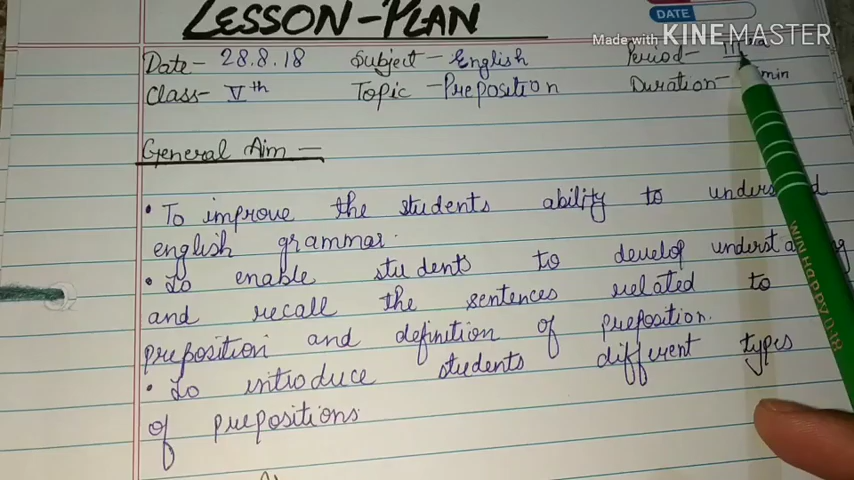 LESSON-PLAN
DATE
Made with KINEMASTER
Date- 28.8.18 Subject - English Period-
Class- Vth Topic - Preposition Duration- min
General Aim -
• To improve the students ability to
english grammar.
• To enable students to develop
and recall the sentences related to
preposition and definition of preposition.
• To introduce students different types
of prepositions.